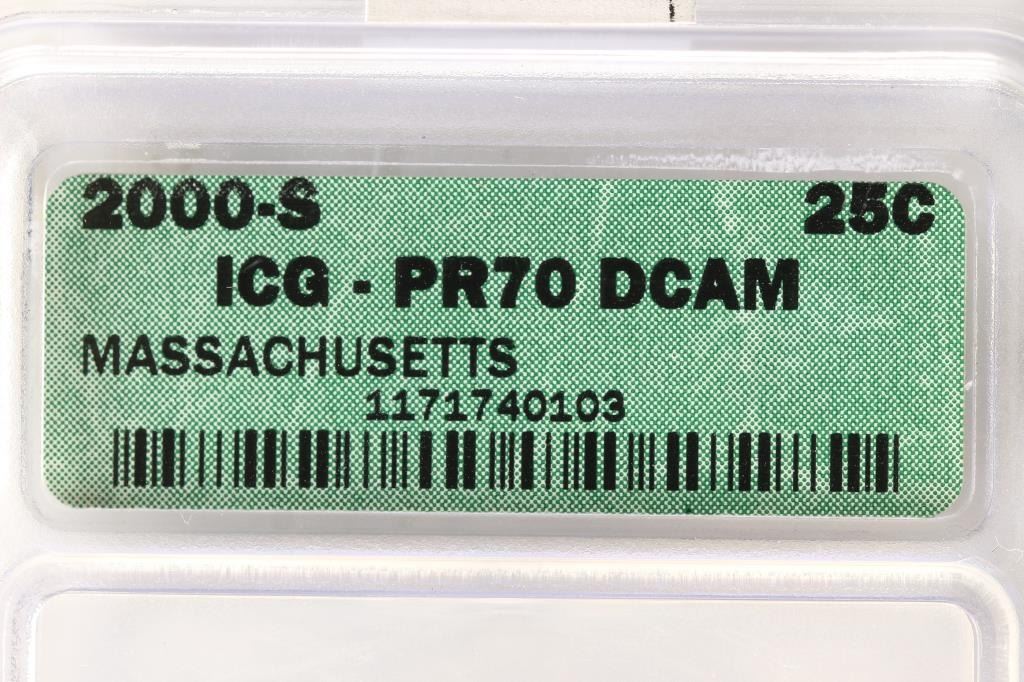 2000-S 25C
ICG - PR70 DCAM
MASSACHUSETTS
1171740103